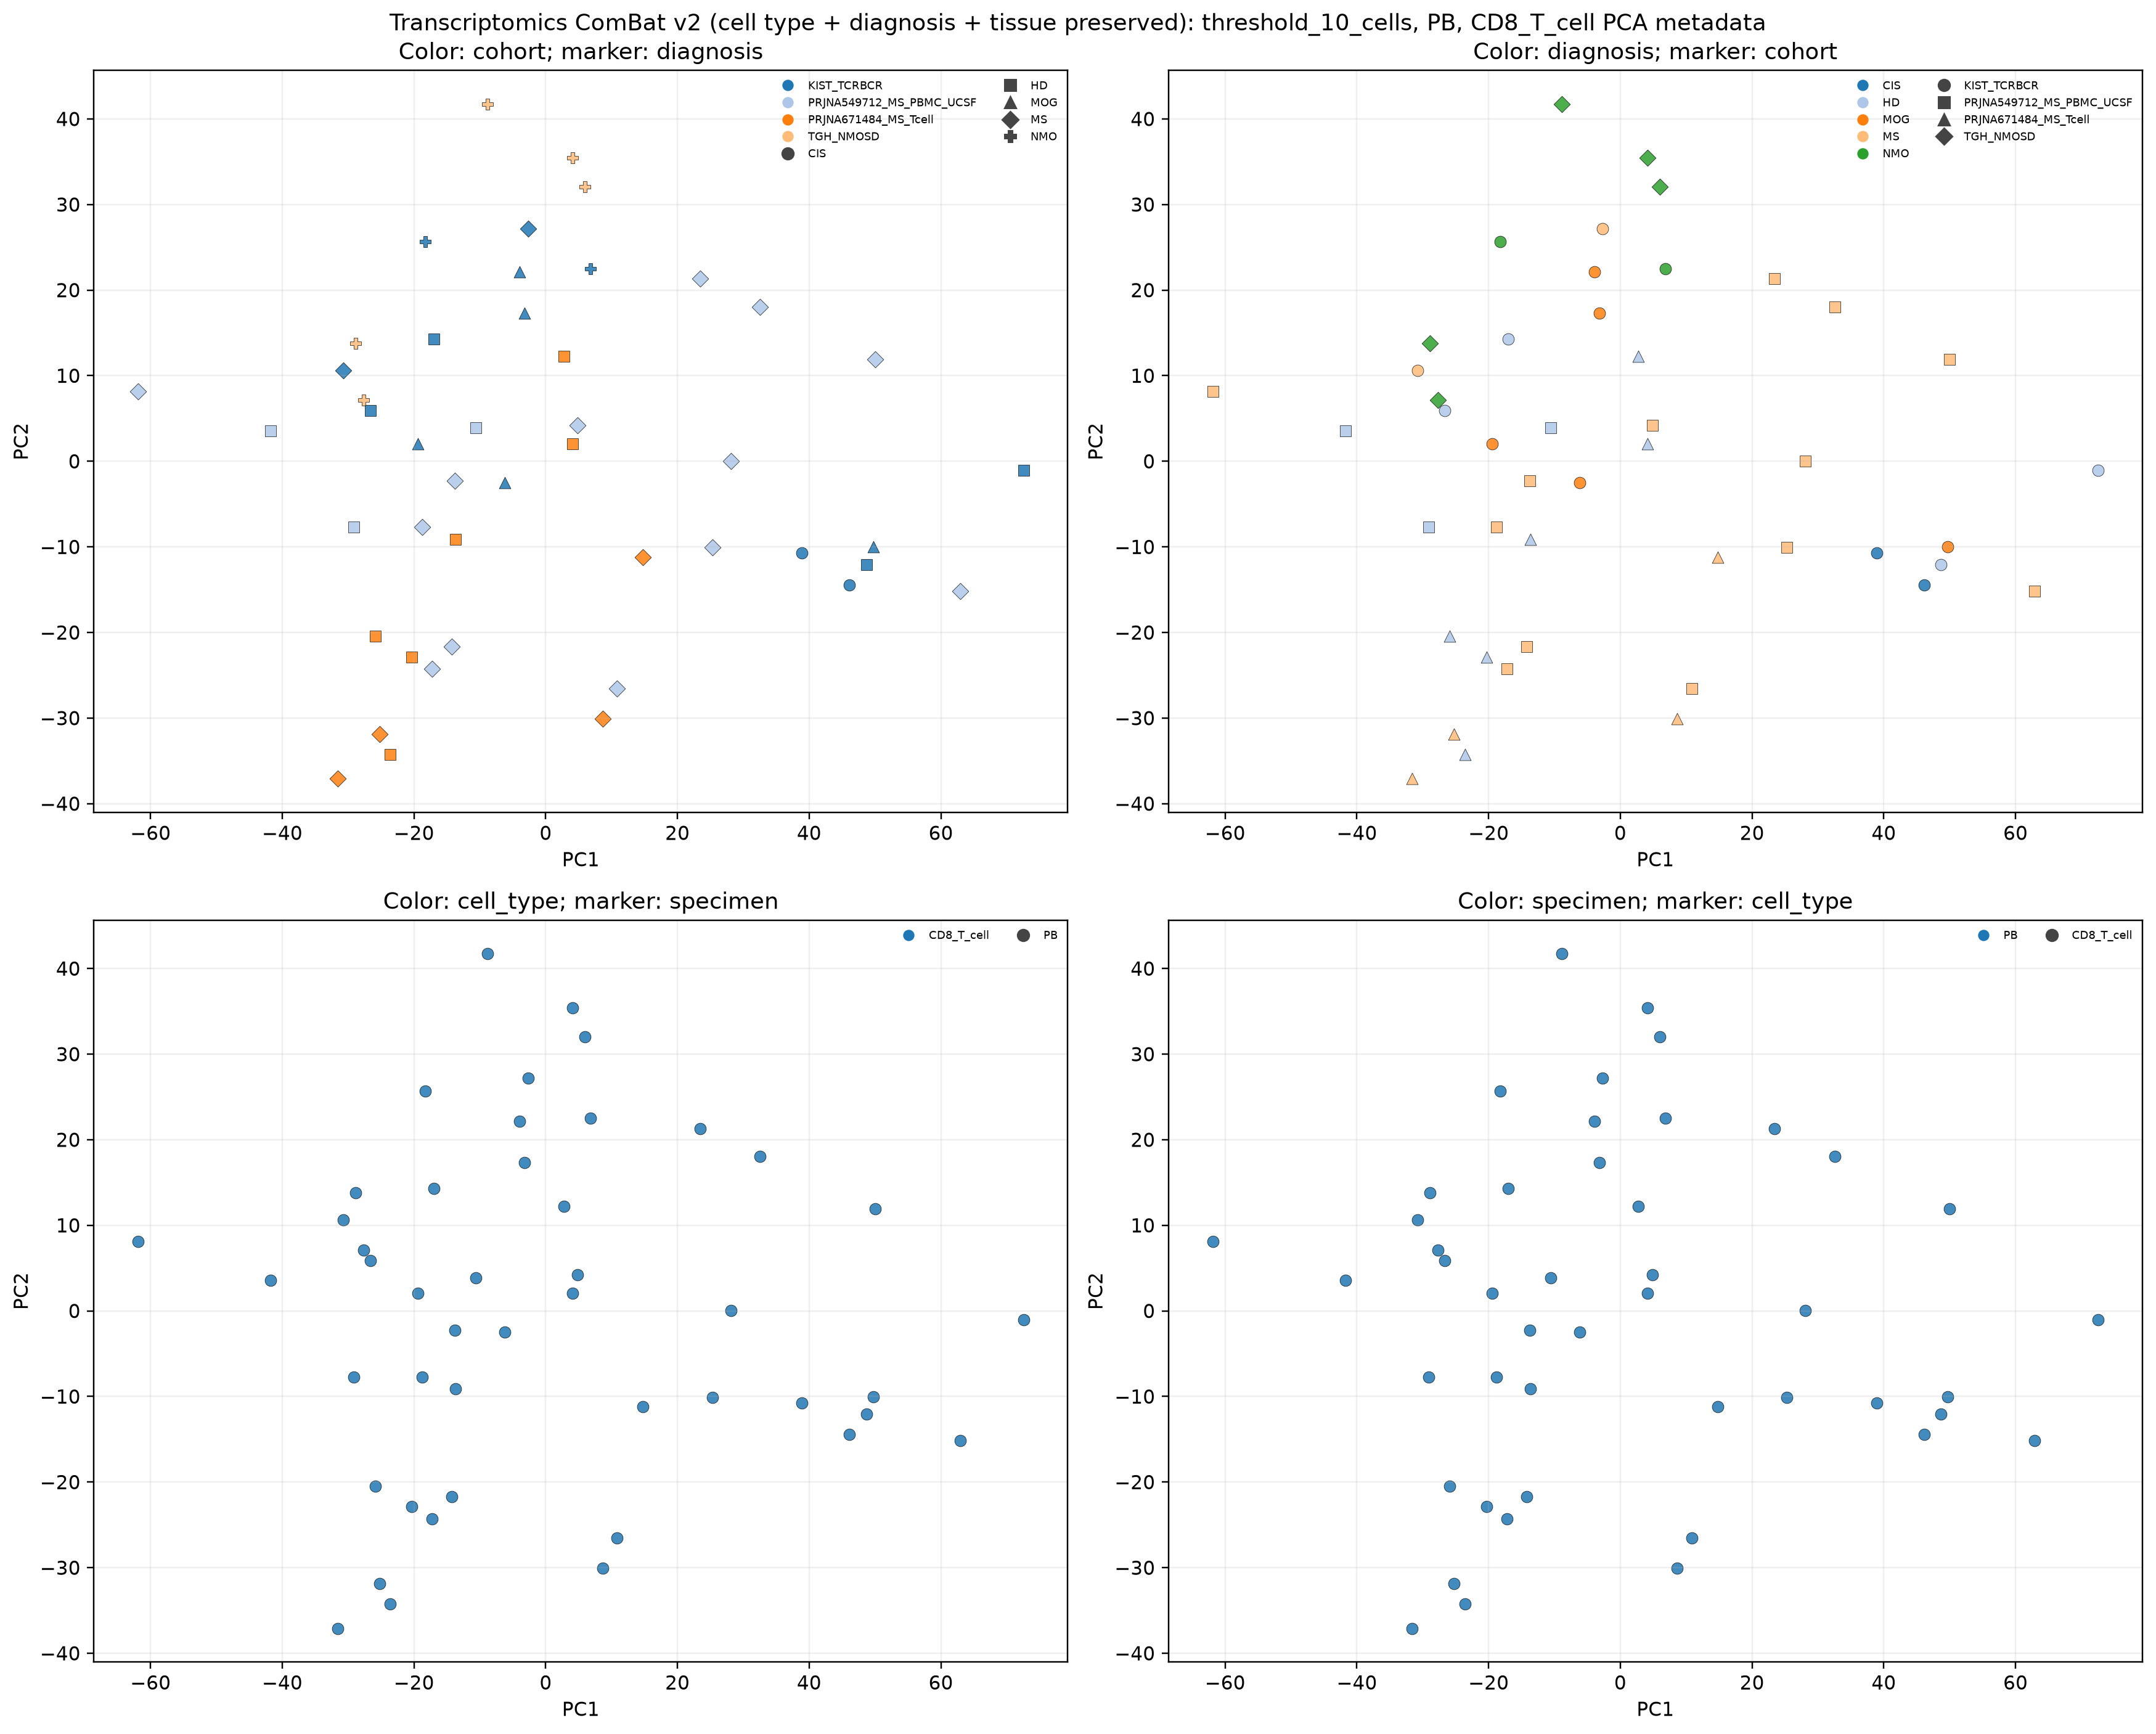 Transcriptomics ComBat v2 (cell type + diagnosis + tissue preserved): threshold_10_cells, PB, CD8_T_cell PCA metadata
Color: cohort; marker: diagnosis
KIST_TCRBCR
PRJNA549712_MS_PBMC_UCSF
PRJNA671484_MS_Tcell
TGH_NMOSD
CIS
HD
MOG
MS
NMO
40
30
20
10
0
−10
−20
−30
−40
PC2
−60
−40
−20
0
20
40
60
PC1
Color: diagnosis; marker: cohort
CIS
HD
MOG
MS
NMO
KIST_TCRBCR
PRJNA549712_MS_PBMC_UCSF
PRJNA671484_MS_Tcell
TGH_NMOSD
40
30
20
10
0
−10
−20
−30
−40
PC2
−60
−40
−20
0
20
40
60
PC1
Color: cell_type; marker: specimen
CD8_T_cell
PB
40
30
20
10
0
−10
−20
−30
−40
PC2
−60
−40
−20
0
20
40
60
PC1
Color: specimen; marker: cell_type
PB
CD8_T_cell
40
30
20
10
0
−10
−20
−30
−40
PC2
−60
−40
−20
0
20
40
60
PC1